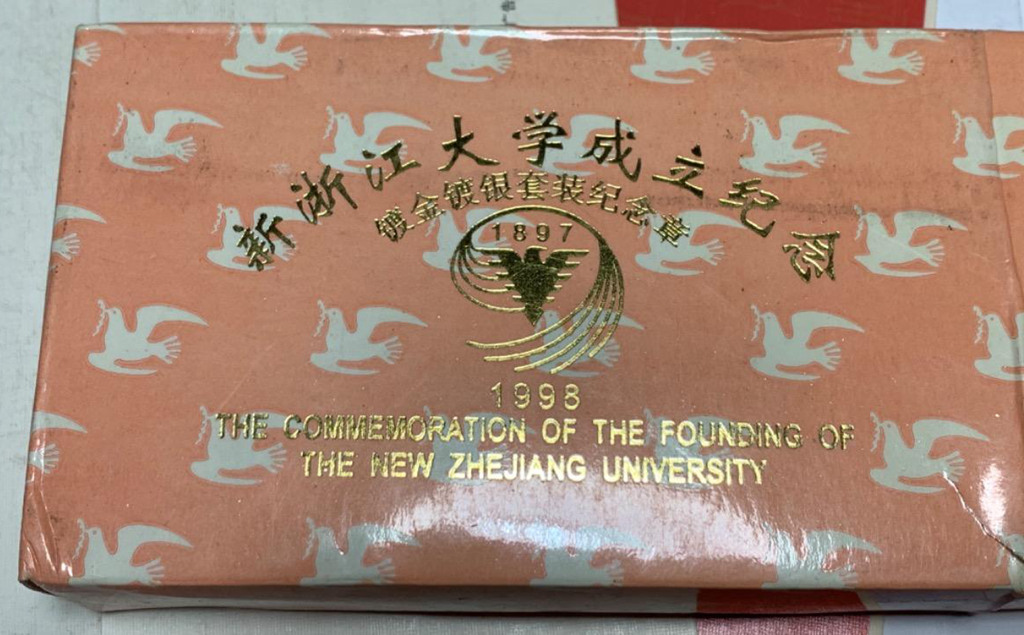 新浙江大学成立纪念
镀金镀银套装纪念章
1897
1998
THE COMMEMORATION OF THE FOUNDING OF
THE NEW ZHEJIANG UNIVERSITY